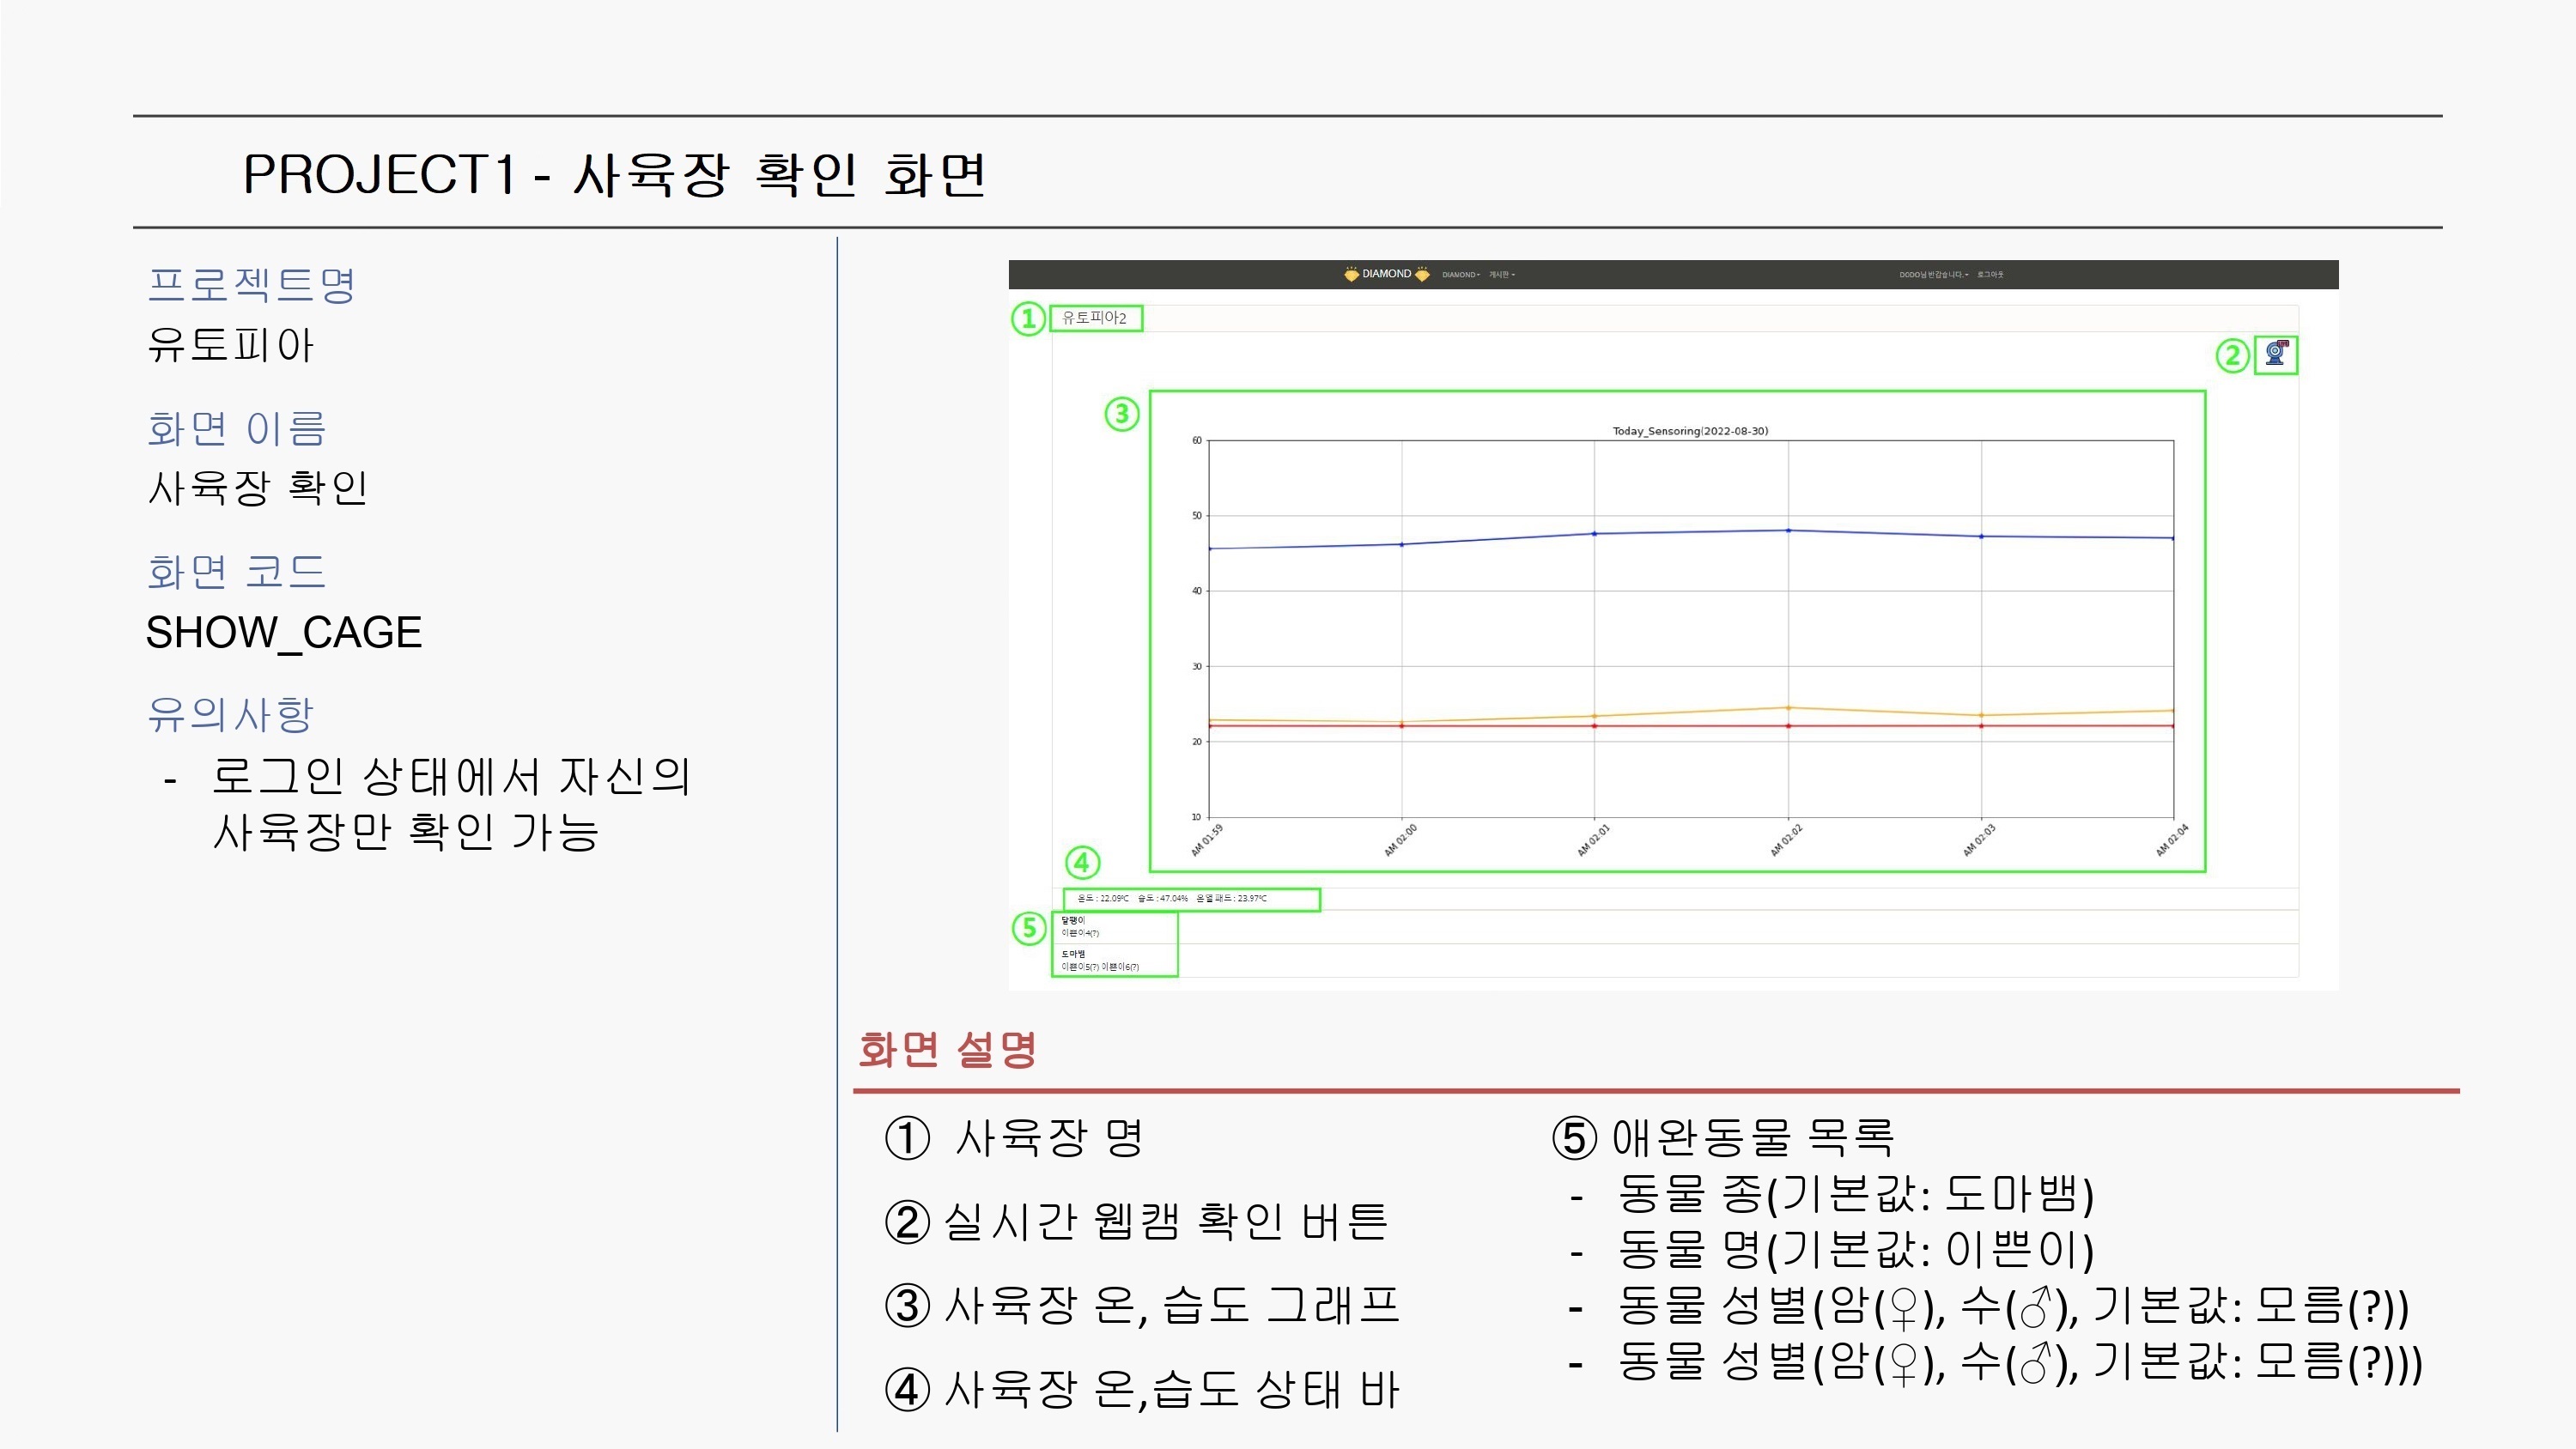 PROJECT1 - 사육장 확인 화면
프로젝트명
유토피아
화면 이름
사육장 확인
화면 코드
SHOW_CAGE
유의사항
- 로그인 상태에서 자신의
사육장만 확인 가능
DIAMOND DIAMOND 게시판 DGDG님 반갑습니다. 로그아웃
① 유토피아2
②
③
Today_Sensoring(2022-08-30)
60
50
40
30
20
10
AM 01:59 AM 02:00 AM 02:01 AM 02:02 AM 02:03 AM 02:04
④
온도 : 22.09ºC 습도 : 47.04% 온열 패드 : 23.97ºC
⑤
달팽이
이쁜이4(?)
도마뱀
이쁜이5(?) 이쁜이6(?)
화면 설명
① 사육장 명
② 실시간 웹캠 확인 버튼
③ 사육장 온, 습도 그래프
④ 사육장 온,습도 상태 바
⑤ 애완동물 목록
- 동물 종(기본값: 도마뱀)
- 동물 명(기본값: 이쁜이)
- 동물 성별(암(♀), 수(♂), 기본값: 모름(?))
- 동물 성별(암(♀), 수(♂), 기본값: 모름(?)))